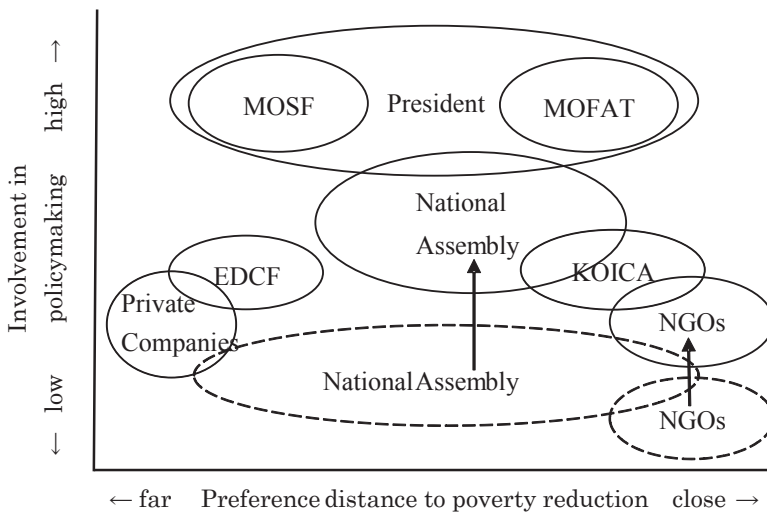 MOSF
President
MOFAT
National
Assembly
EDCF
KOICA
Private
Companies
NGOs
National Assembly
NGOs
← low
high →
Involvement in
policymaking
← far Preference distance to poverty reduction close →